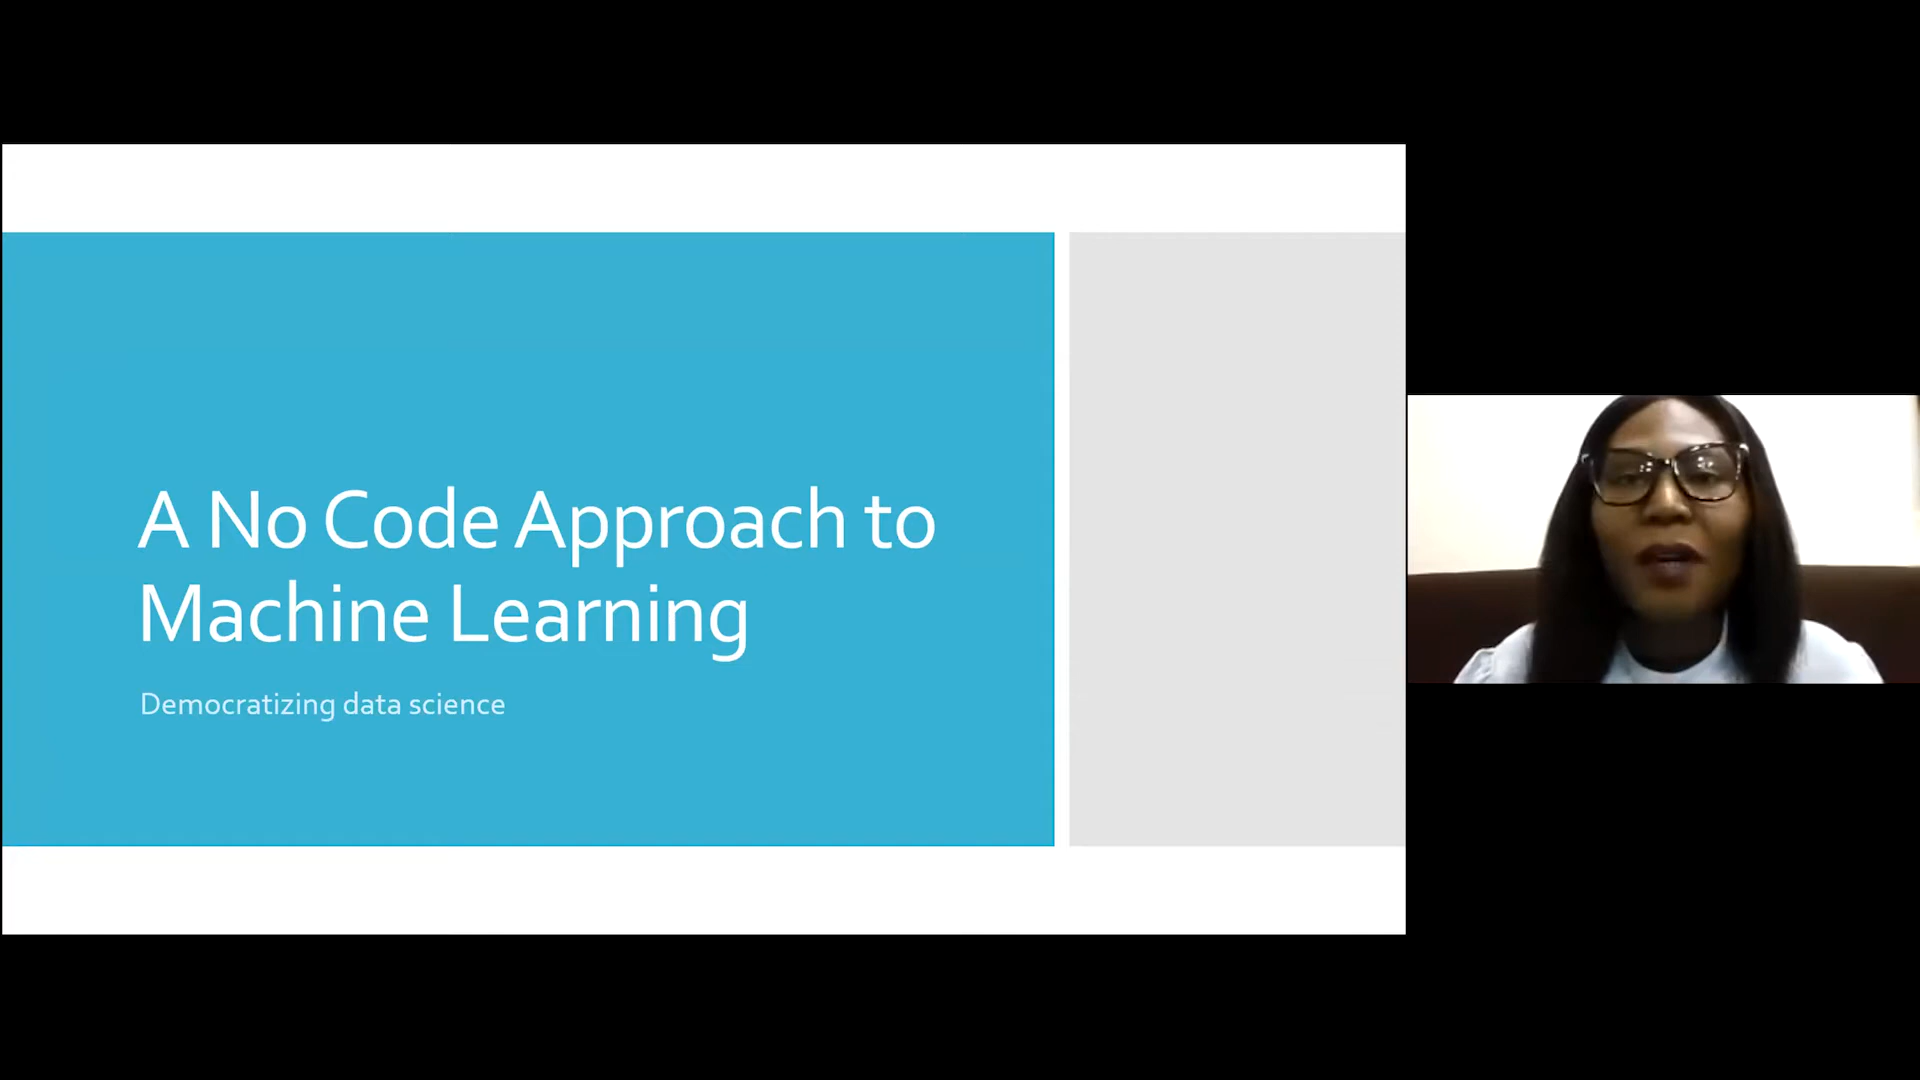 A No Code Approach to
Machine Learning
Democratizing data science